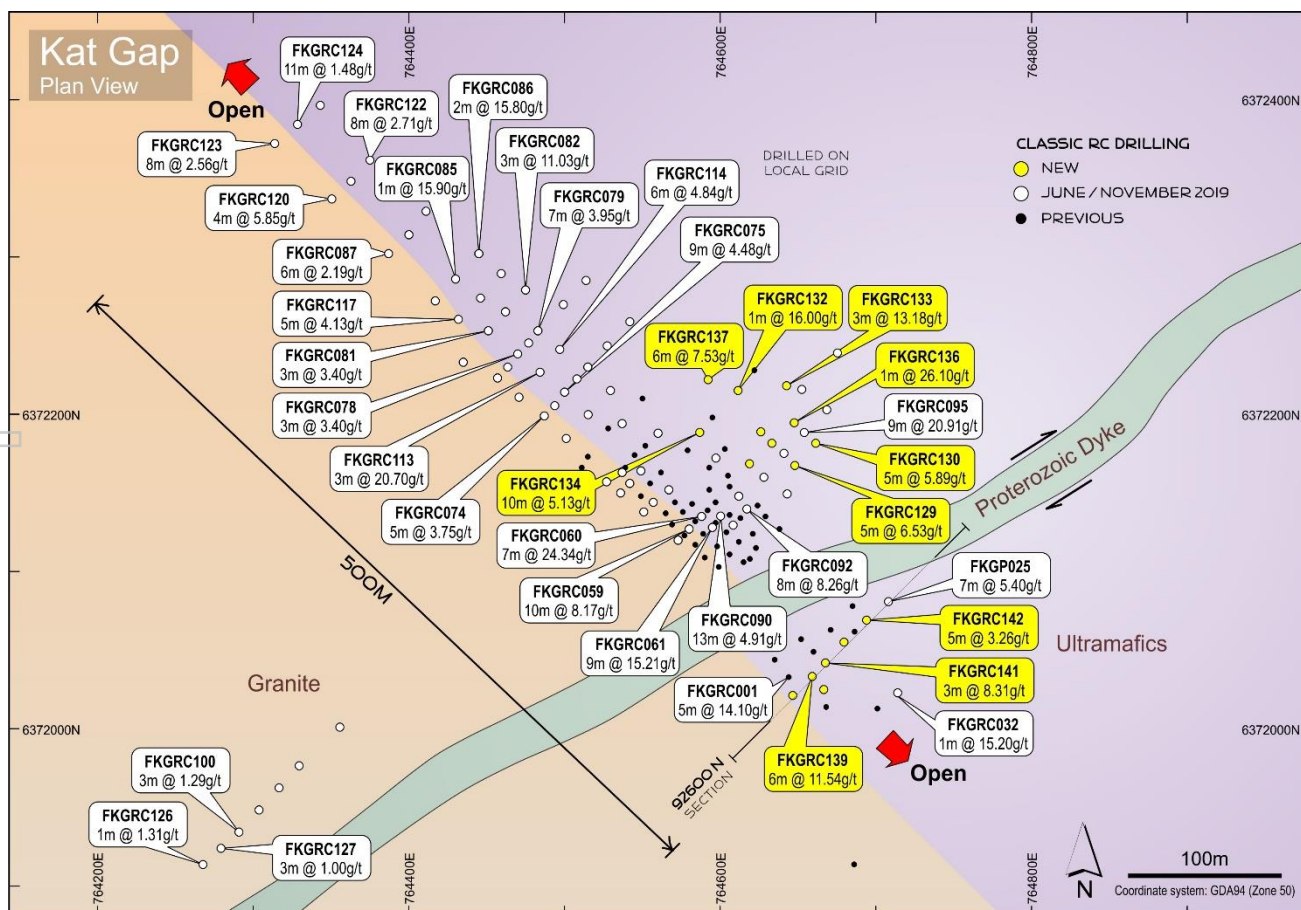 Kat Gap
Plan View
Open
764400E
764600E
764800E
6372400N
6372400N
FKGRC124
11m @ 1.48g/t
FKGRC122
8m @ 2.71g/t
FKGRC086
2m @ 15.80g/t
FKGRC082
3m @ 11.03g/t
FKGRC123
8m @ 2.56g/t
FKGRC085
1m @ 15.90g/t
FKGRC079
7m @ 3.95g/t
FKGRC114
6m @ 4.84g/t
DRILLED ON
LOCAL GRID
CLASSIC RC DRILLING
NEW
JUNE / NOVEMBER 2019
PREVIOUS
FKGRC120
4m @ 5.85g/t
FKGRC075
9m @ 4.48g/t
FKGRC087
6m @ 2.19g/t
FKGRC117
5m @ 4.13g/t
FKGRC081
3m @ 3.40g/t
FKGRC078
3m @ 3.40g/t
FKGRC113
3m @ 20.70g/t
FKGRC074
5m @ 3.75g/t
FKGRC137
6m @ 7.53g/t
FKGRC132
1m @ 16.00g/t
FKGRC133
3m @ 13.18g/t
FKGRC136
1m @ 26.10g/t
FKGRC095
9m @ 20.91g/t
FKGRC130
5m @ 5.89g/t
FKGRC129
5m @ 6.53g/t
6372200N
6372200N
FKGRC134
10m @ 5.13g/t
FKGRC060
7m @ 24.34g/t
FKGRC059
10m @ 8.17g/t
FKGRC061
9m @ 15.21g/t
FKGRC090
13m @ 4.91g/t
FKGRC092
8m @ 8.26g/t
Proterozoic Dyke
500M
FKGP025
7m @ 5.40g/t
FKGRC142
5m @ 3.26g/t
FKGRC141
3m @ 8.31g/t
Ultramafics
Granite
FKGRC001
5m @ 14.10g/t
FKGRC032
1m @ 15.20g/t
FKGRC139
6m @ 11.54g/t
Open
92600 N
SECTION
6372000N
6372000N
FKGRC100
3m @ 1.29g/t
FKGRC126
1m @ 1.31g/t
FKGRC127
3m @ 1.00g/t
764200E
764400E
764600E
764800E
N
100m
Coordinate system: GDA94 (Zone 50)